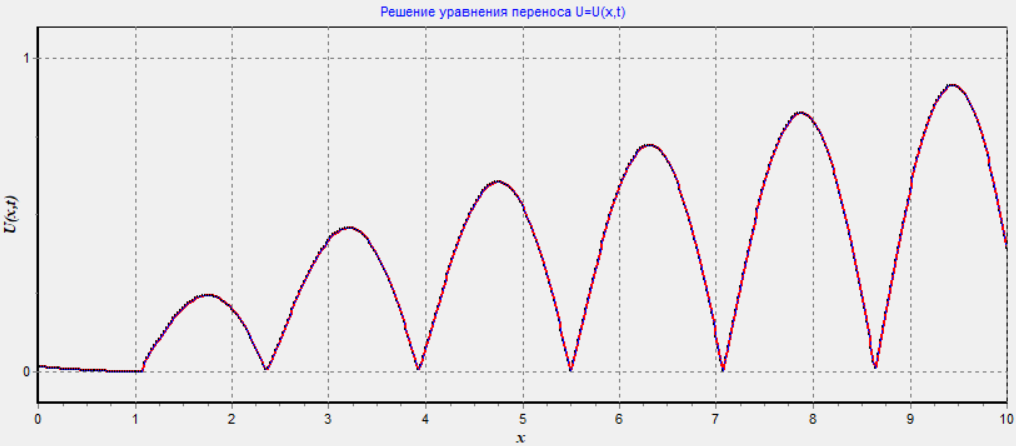 Решение уравнения переноса U=U(x,t)
1
U(x,t)
0
0 1 2 3 4 5 6 7 8 9 10
x